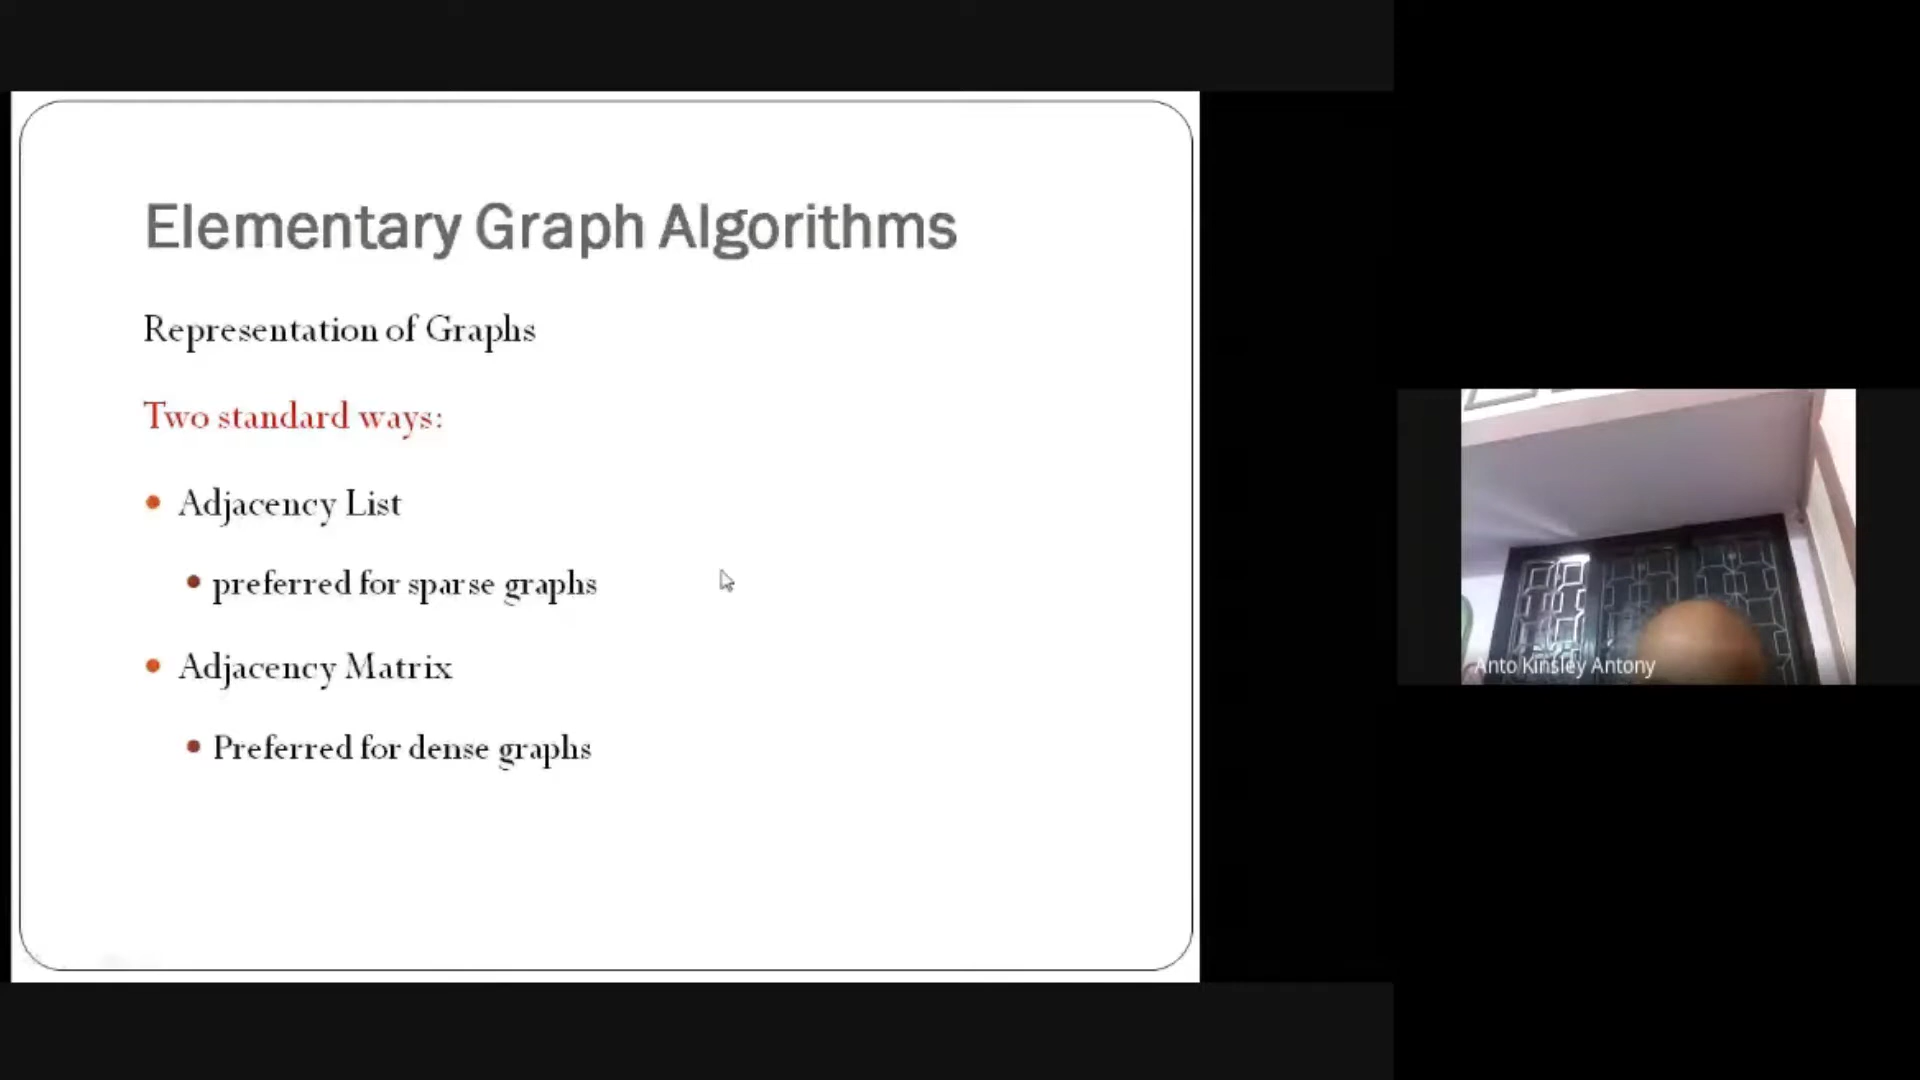 Elementary Graph Algorithms
Representation of Graphs
Two standard ways:
Adjacency List
preferred for sparse graphs
Adjacency Matrix
Preferred for dense graphs
Anto Kinsley Antony